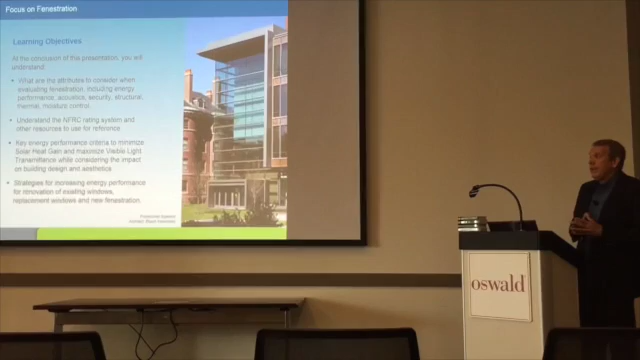 Focus on Fenestration
Learning Objectives
At the conclusion of this presentation, you will
understand:
• What are the attributes to consider when
evaluating fenestration, including energy
performance, acoustics, security, structural,
thermal, moisture control.
• Understand the NFRC rating system and
other resources to use for reference
• Key energy performance criteria to minimize
Solar Heat Gain and maximize Visible Light
Transmittance while considering the impact
on building design and aesthetics
• Strategies for increasing energy performance
for renovation of existing windows,
replacement windows and new fenestration.
oswald